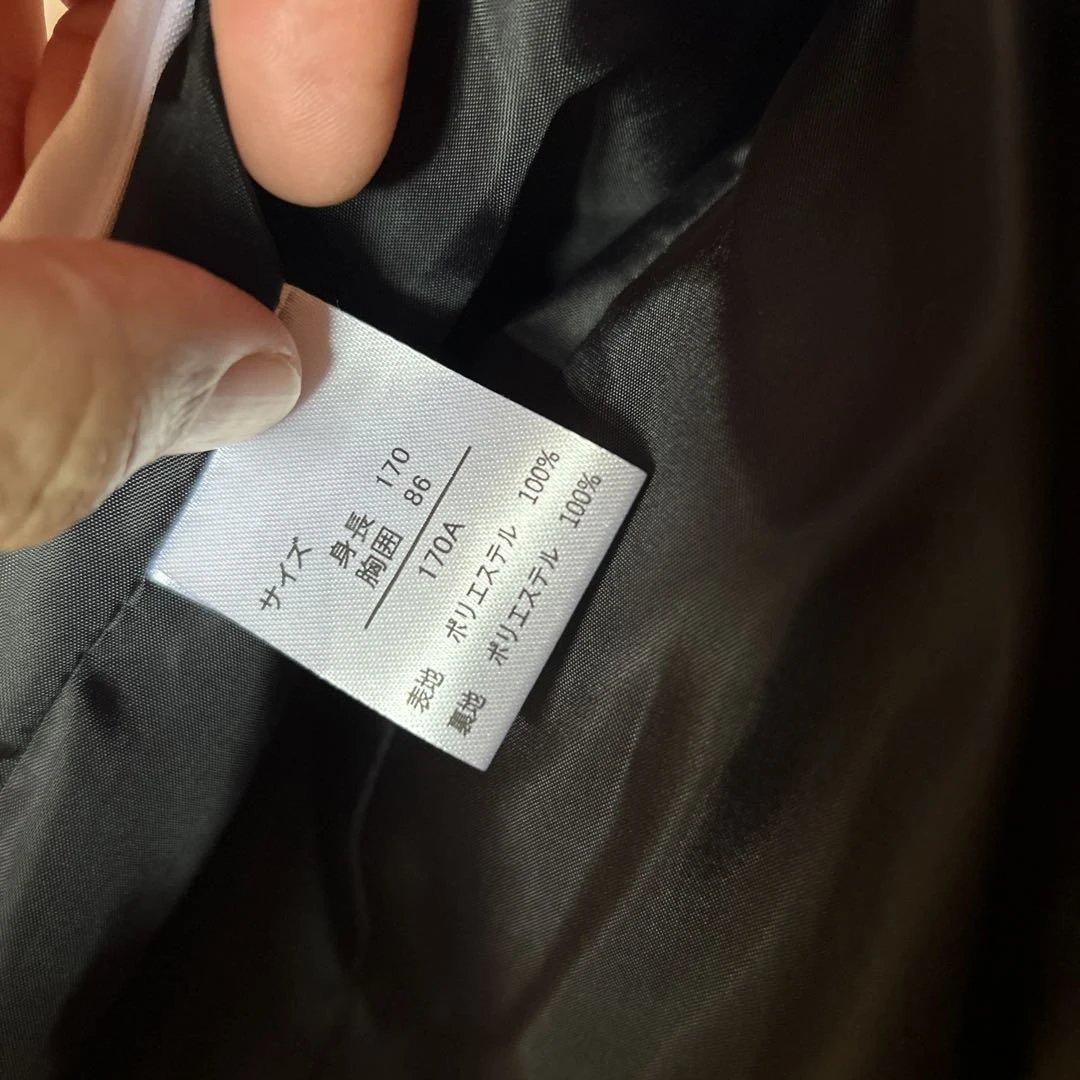 サイズ
身長 170
胸囲 86
170A
表地 ポリエステル 100%
裏地 ポリエステル 100%